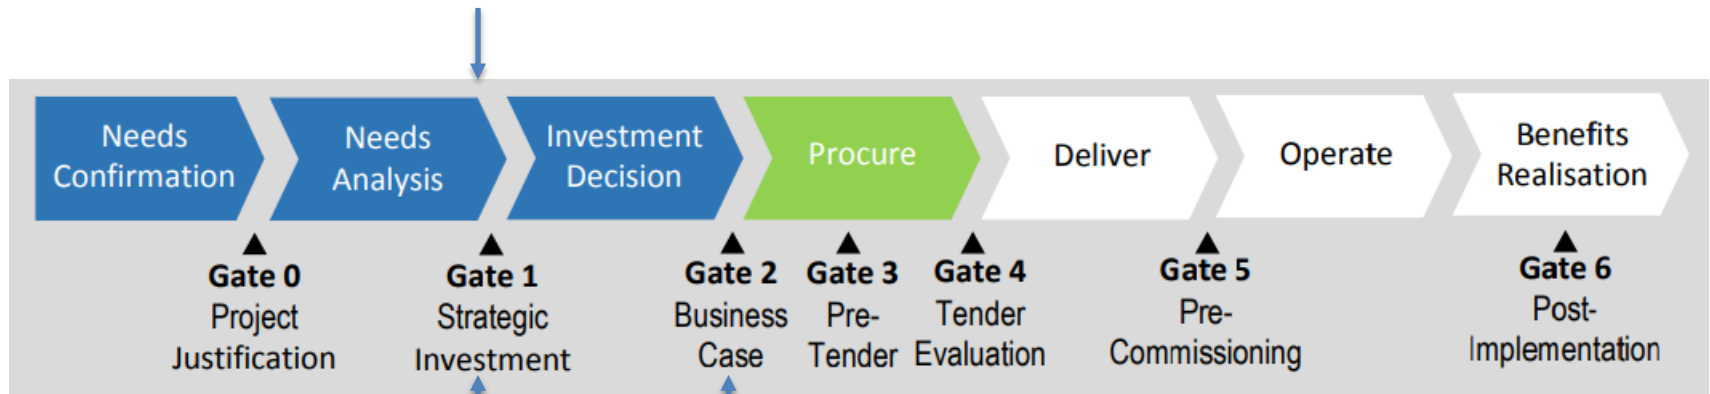 Needs
Confirmation
Needs
Analysis
Investment
Decision
Procure
Deliver
Operate
Benefits
Realisation
Gate 0
Project
Justification
Gate 1
Strategic
Investment
Gate 2
Business
Case
Gate 3
Pre-
Tender
Gate 4
Tender
Evaluation
Gate 5
Pre-
Commissioning
Gate 6
Post-
Implementation